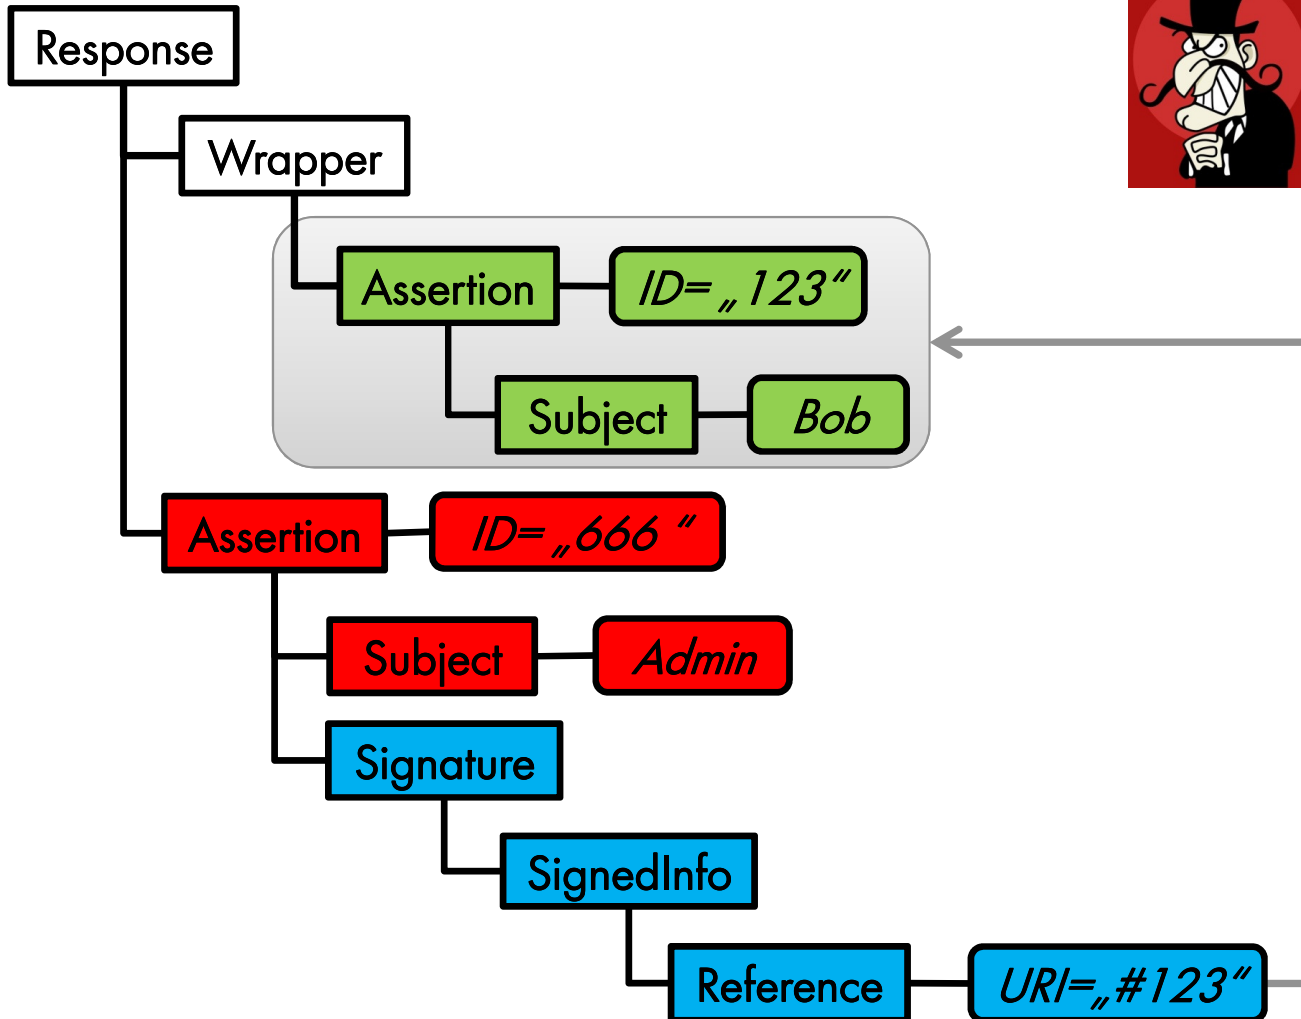 Response
Wrapper
Assertion ID= „123“
Subject Bob
Assertion ID= „666 “
Subject Admin
Signature
SignedInfo
Reference URI=„#123“